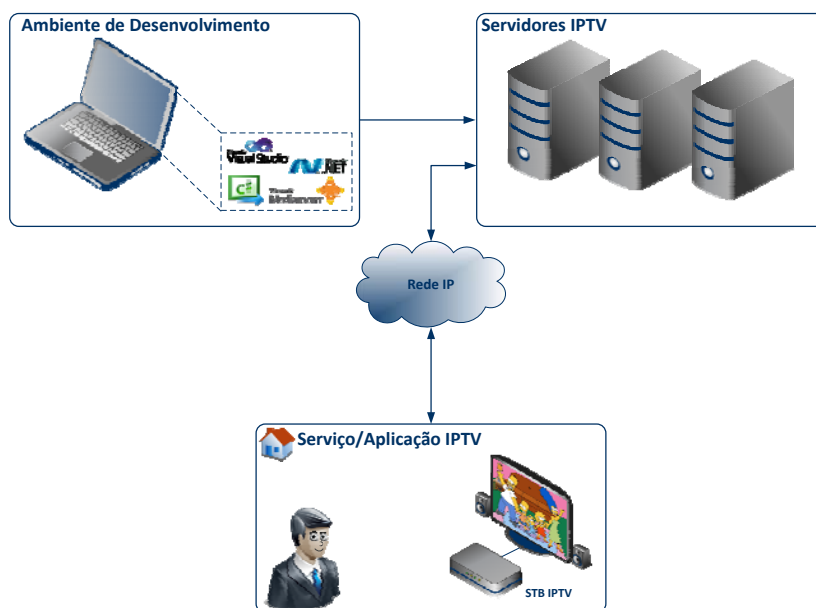 Ambiente de Desenvolvimento
Servidores IPTV
Visual Studio
.NET
C#
Rede IP
Serviço/Aplicação IPTV
STB IPTV